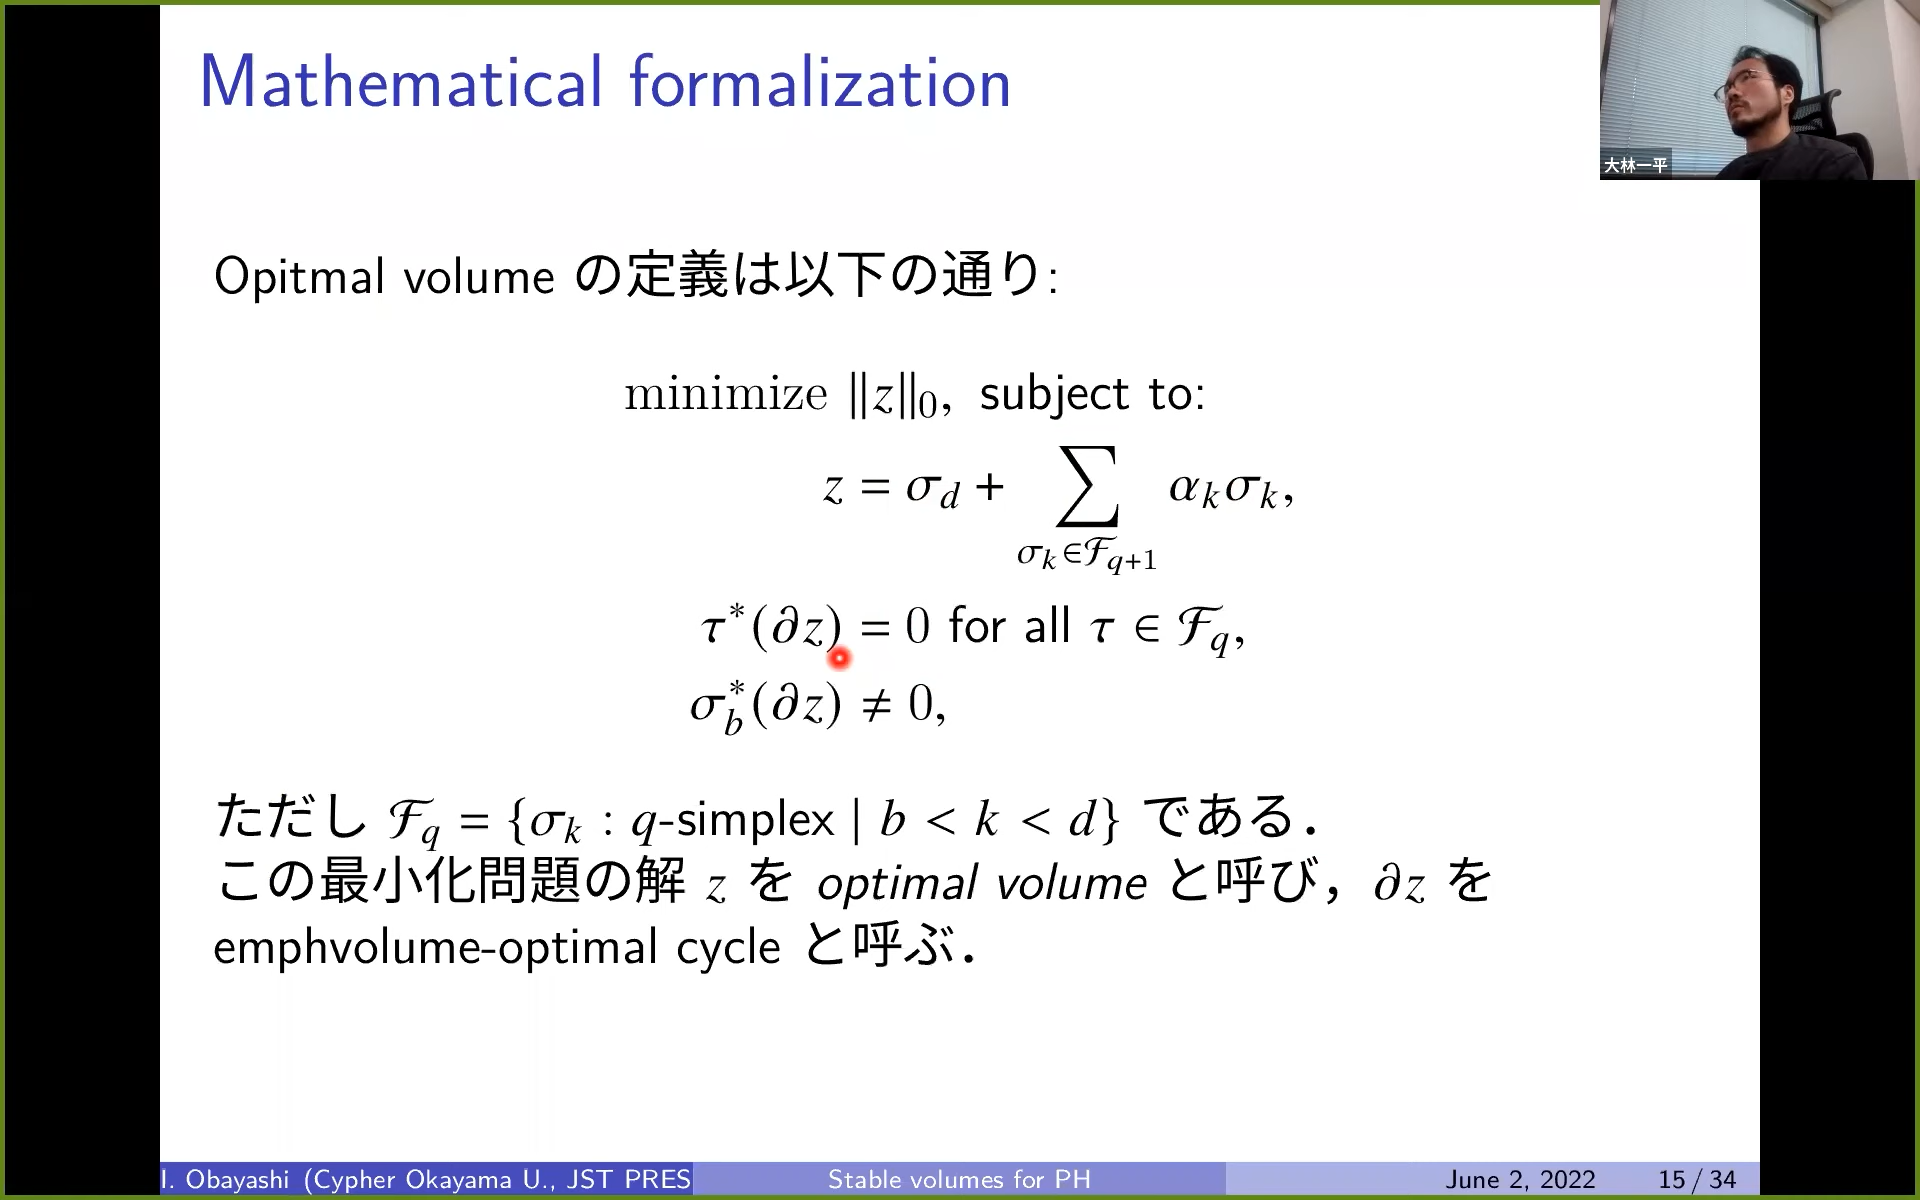 Mathematical formalization
大林一平
Opitmal volume の定義は以下の通り:
minimize ‖z‖₀, subject to:
z = σ_d + ∑_{σ_k∈ℱ_{q+1}} α_kσ_k,
τ*(∂z) = 0 for all τ ∈ ℱ_q,
σ_b*(∂z) ≠ 0,
ただし ℱ_q = {σ_k : q-simplex | b < k < d} である．
この最小化問題の解 z を optimal volume と呼び，∂z を
emphvolume-optimal cycle と呼ぶ．
I. Obayashi (Cypher Okayama U., JST PRES Stable volumes for PH June 2, 2022 15 / 34